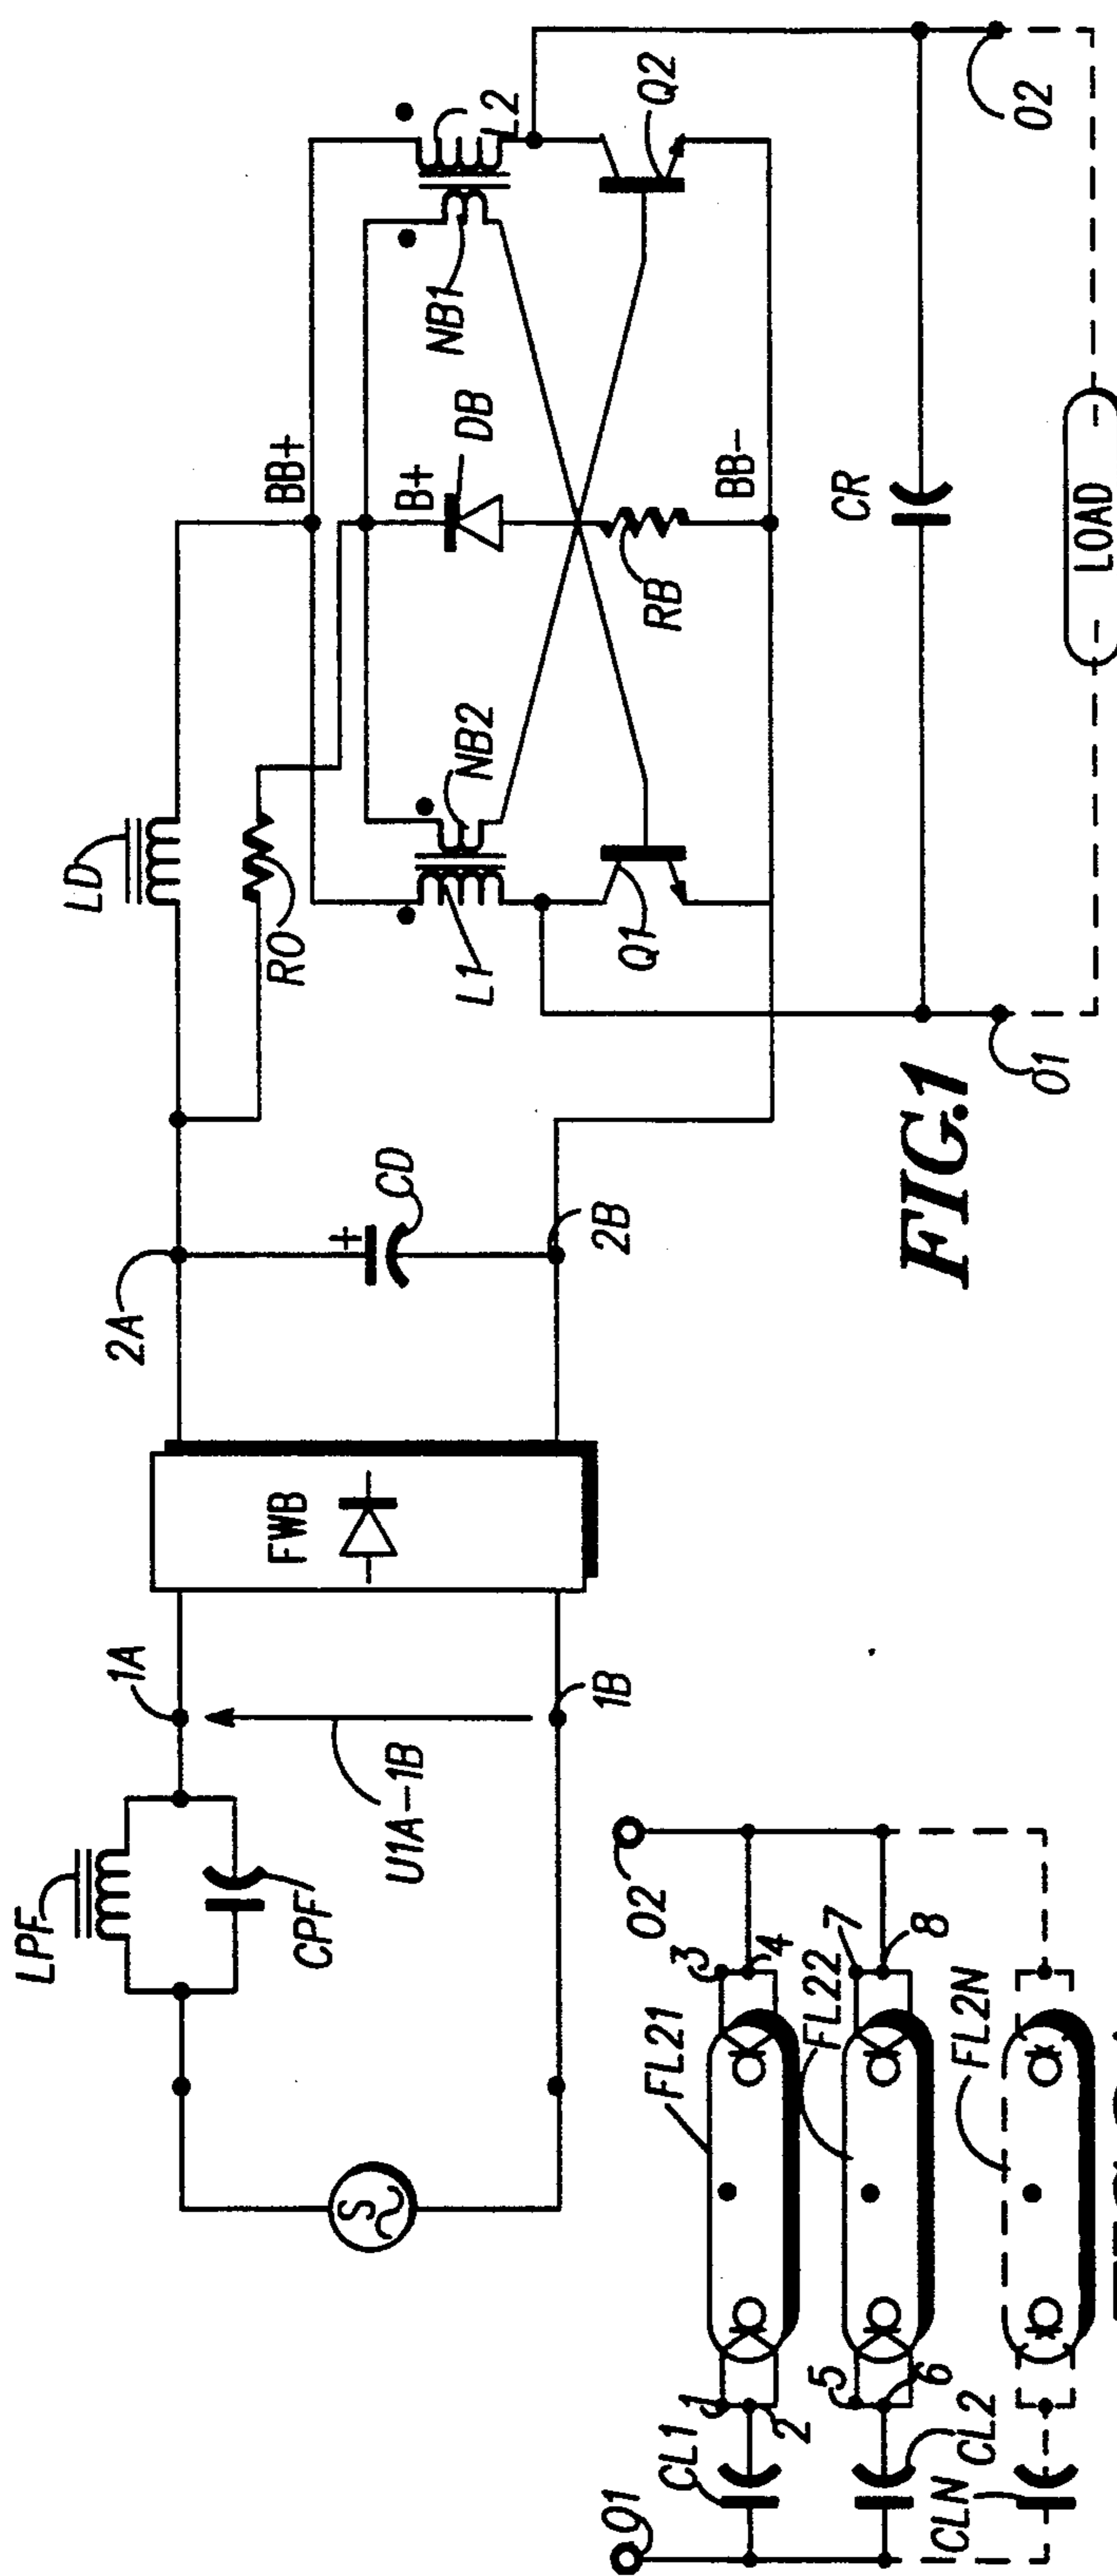 LPF
CPF
S
1A
U1A-1B
1B
FWB
2A
+
CD
2B
LD
RO
BB+
L1
NB2
B+
DB
NB1
L2
Q1
RB
BB-
Q2
CR
O1
O2
LOAD
FIG.1
O1
O2
CL1
1
2
FL21
3
4
5
6
CL2
FL22
7
8
CLN
FL2N